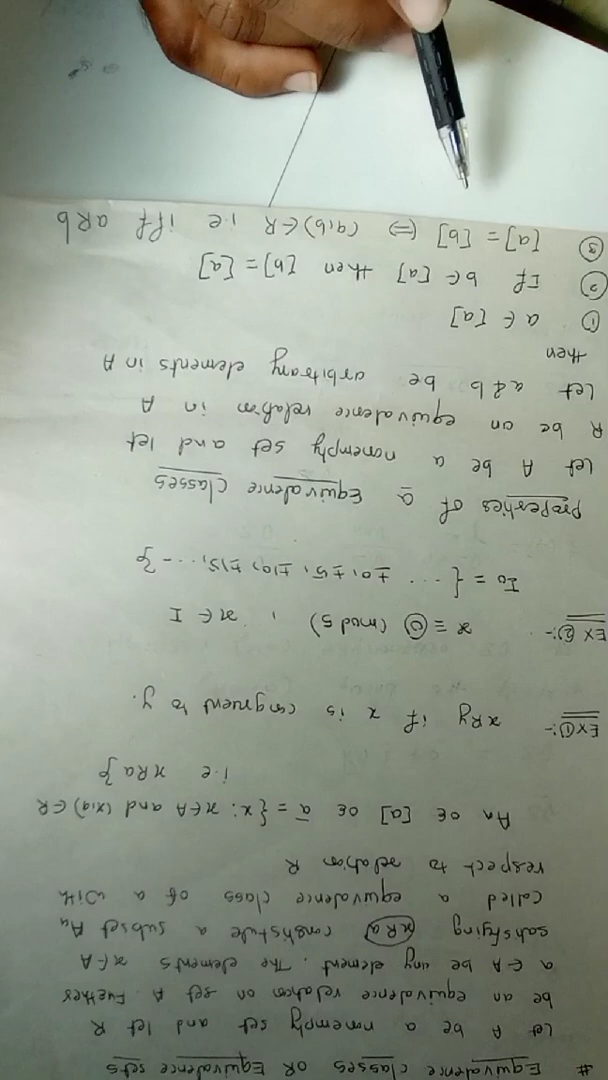 # Equivalence classes OR Equivalence sets
Let A be a nonempty set and let R
be an equivalence relation on set A. Further
a ∈ A be any element. The elements x ∈ A
satisfying xRa constitute a subset Aa
called a equivalence class of a with
respect to relation R
Aa or [a] or ā = {x : x∈A and (x,a) ∈ R
i.e xRa}
EX①:- xRy if x is congruent to y.
EX②:- x ≡ 0 (mod 5) , x ∈ I
I0 = { ... ±0, ±5, ±10, ±15, ... }
properties of a Equivalence classes
Let A be a nonempty set and let
R be an equivalence relation in A
Let a & b be arbitrary elements in A
then
① a ∈ [a]
② If b ∈ [a] then [b] = [a]
③ [a] = [b] ⟺ (a,b) ∈ R i.e iff aRb